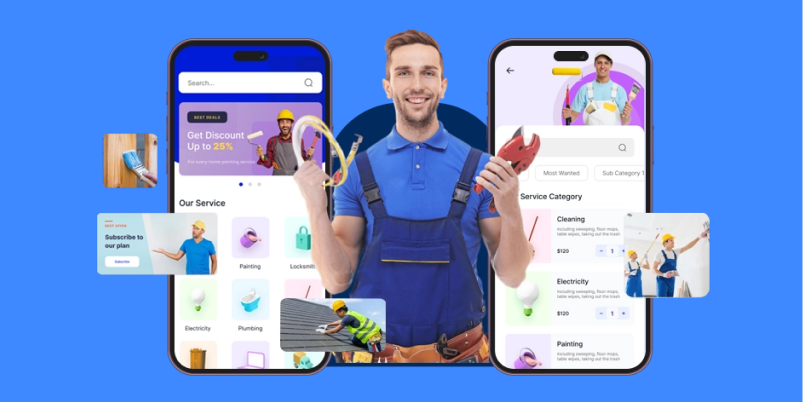 Search...
BEST DEALS
Get Discount
Up to 25%
For every home painting service
Our Service
Painting
Locksmith
Electricity
Plumbing
BEST OFFER
Subscribe to
our plan
Subscribe
Most Wanted
Sub Category 1
Service Category
Cleaning
Including sweeping, floor mops,
table wipes, taking out the trash
$120
- 1 +
Electricity
Including sweeping, floor mops,
table wipes, taking out the trash
$120
- 1 +
Painting
Including sweeping, floor mops,
table wipes, taking out the trash